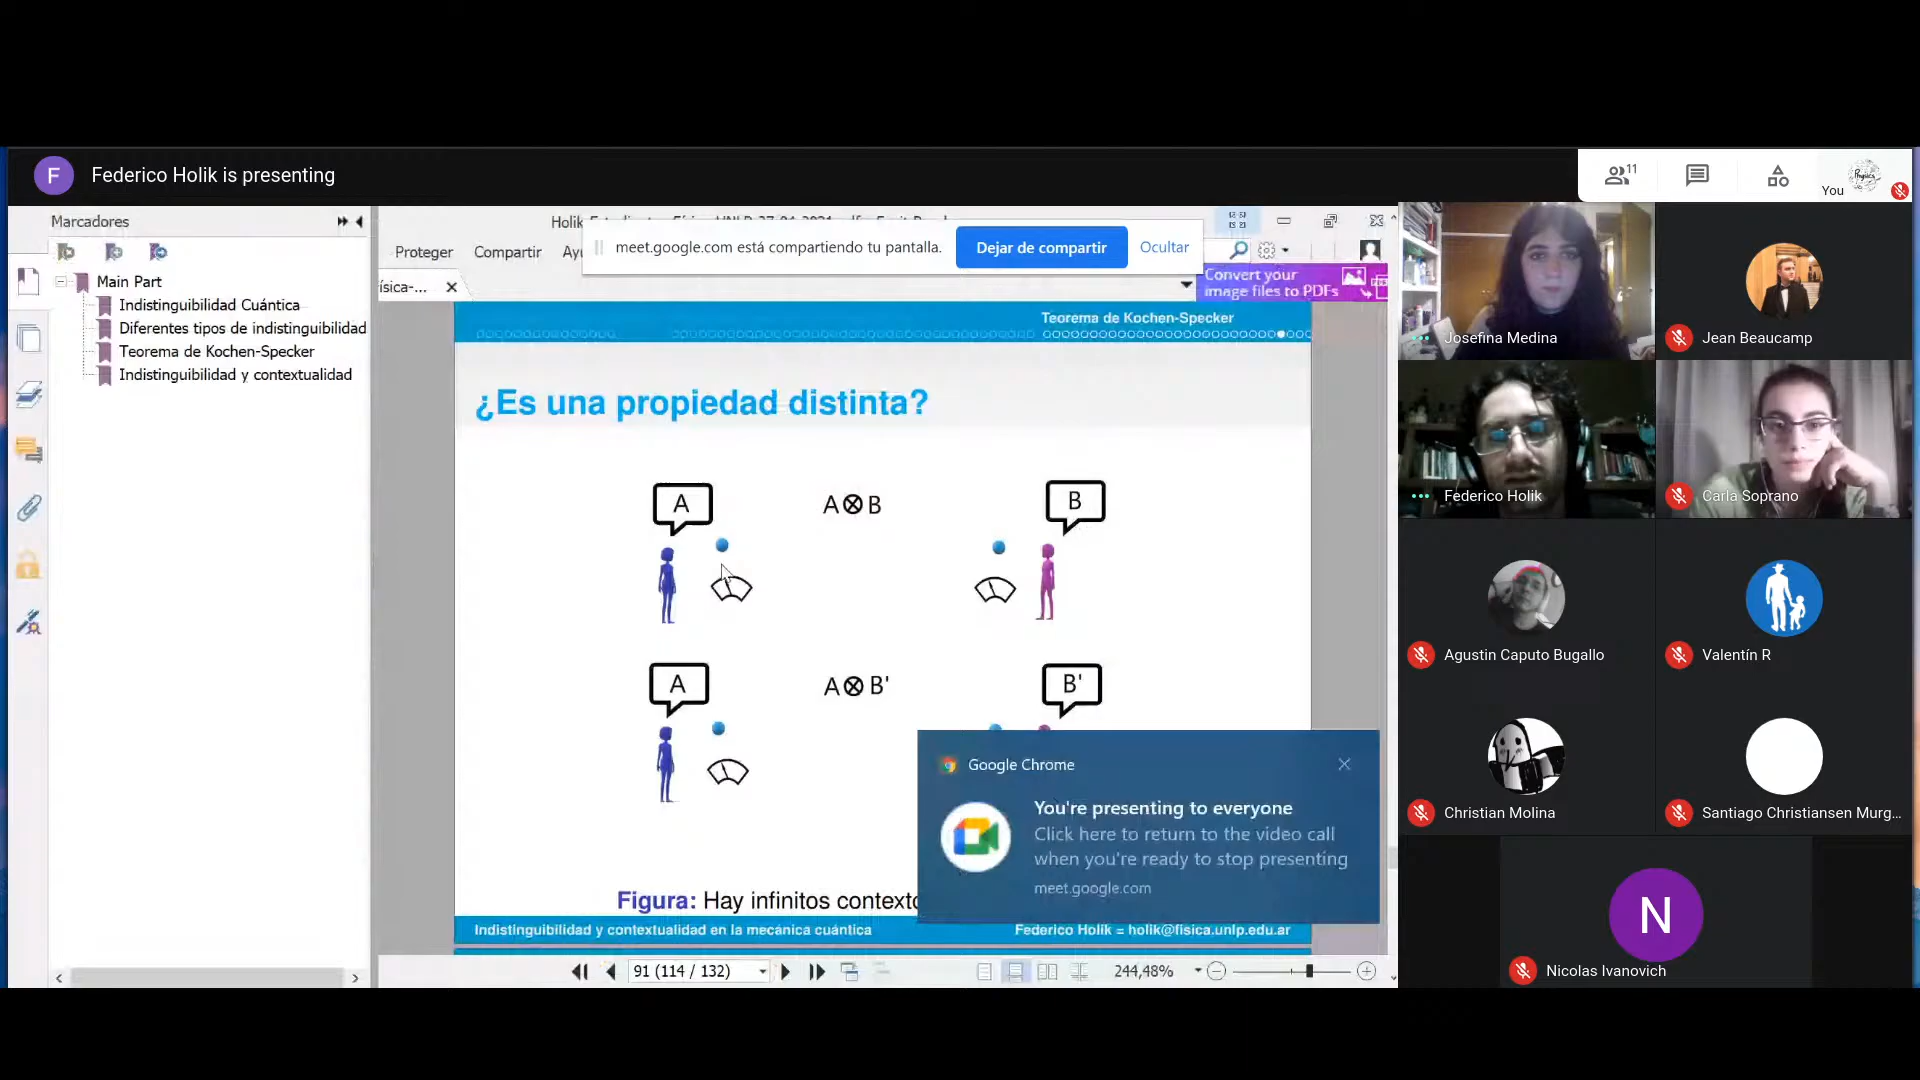 F
Federico Holik is presenting
11
You
Marcadores
Main Part
Indistinguibilidad Cuántica
Diferentes tipos de indistinguibilidad
Teorema de Kochen-Specker
Indistinguibilidad y contextualidad
Proteger
Compartir
meet.google.com está compartiendo tu pantalla.
Dejar de compartir
Ocultar
ísica-...
Convert your
image files to PDFs
Teorema de Kochen-Specker
¿Es una propiedad distinta?
A
A⊗B
B
A
A⊗B'
B'
Google Chrome
You're presenting to everyone
Click here to return to the video call
when you're ready to stop presenting
meet.google.com
Figura: Hay infinitos
Indistinguibilidad y contextualidad en la mecánica cuántica
Federico Holik = holik@fisica.unlp.edu.ar
91 (114 / 132)
244,48%
Josefina Medina
Jean Beaucamp
Federico Holik
Carla Soprano
Agustin Caputo Bugallo
Valentín R
Christian Molina
Santiago Christiansen Murg...
N
Nicolas Ivanovich